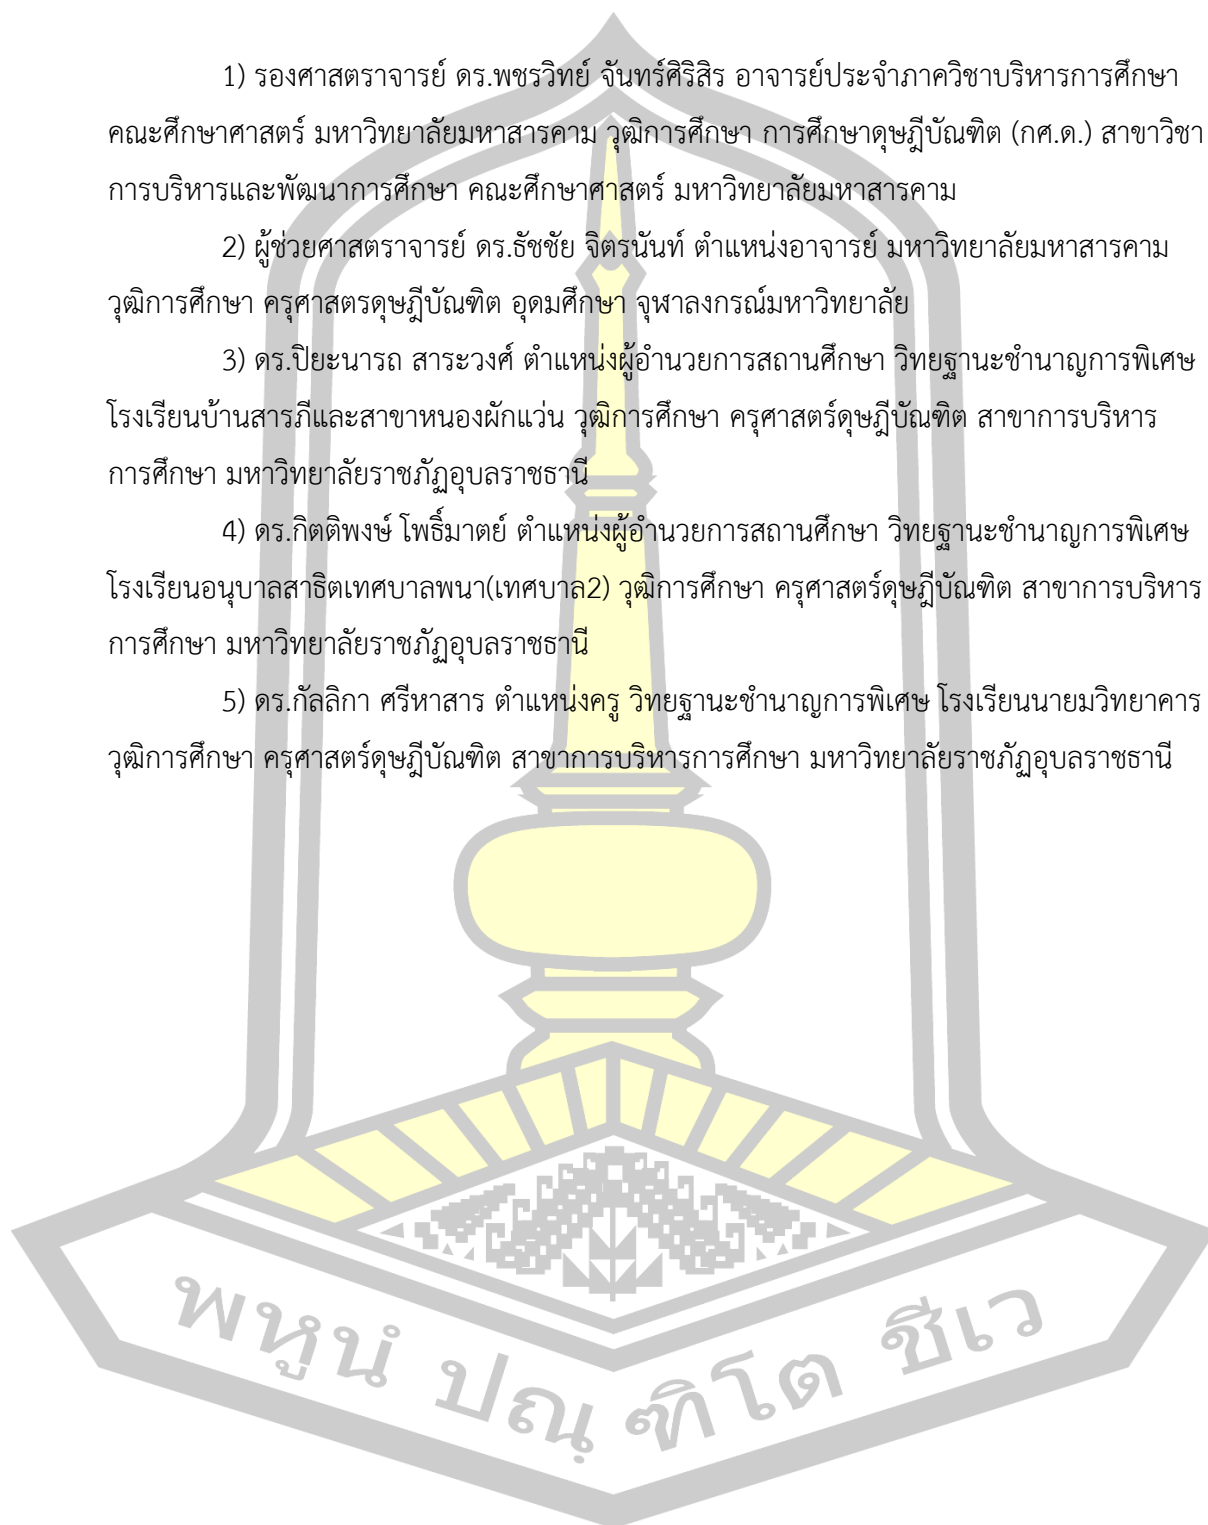 1) รองศาสตราจารย์ ดร.พชรวิทย์ จันทร์ศิริสิร อาจารย์ประจำภาควิชาบริหารการศึกษา
คณะศึกษาศาสตร์ มหาวิทยาลัยมหาสารคาม วุฒิการศึกษา การศึกษาดุษฎีบัณฑิต (กศ.ด.) สาขาวิชา
การบริหารและพัฒนาการศึกษา คณะศึกษาศาสตร์ มหาวิทยาลัยมหาสารคาม
2) ผู้ช่วยศาสตราจารย์ ดร.ธัชชัย จิตรนันท์ ตำแหน่งอาจารย์ มหาวิทยาลัยมหาสารคาม
วุฒิการศึกษา ครุศาสตรดุษฎีบัณฑิต อุดมศึกษา จุฬาลงกรณ์มหาวิทยาลัย
3) ดร.ปิยะนารถ สาระวงศ์ ตำแหน่งผู้อำนวยการสถานศึกษา วิทยฐานะชำนาญการพิเศษ
โรงเรียนบ้านสารภีและสาขาหนองผักแว่น วุฒิการศึกษา ครุศาสตร์ดุษฎีบัณฑิต สาขาการบริหาร
การศึกษา มหาวิทยาลัยราชภัฏอุบลราชธานี
4) ดร.กิตติพงษ์ โพธิ์มาตย์ ตำแหน่งผู้อำนวยการสถานศึกษา วิทยฐานะชำนาญการพิเศษ
โรงเรียนอนุบาลสาธิตเทศบาลพนา(เทศบาล2) วุฒิการศึกษา ครุศาสตร์ดุษฎีบัณฑิต สาขาการบริหาร
การศึกษา มหาวิทยาลัยราชภัฏอุบลราชธานี
5) ดร.กัลลิกา ศรีหาสาร ตำแหน่งครู วิทยฐานะชำนาญการพิเศษ โรงเรียนนายมวิทยาคาร
วุฒิการศึกษา ครุศาสตร์ดุษฎีบัณฑิต สาขาการบริหารการศึกษา มหาวิทยาลัยราชภัฏอุบลราชธานี
พหูนํ ปณฺ ฑิโต ชีเว